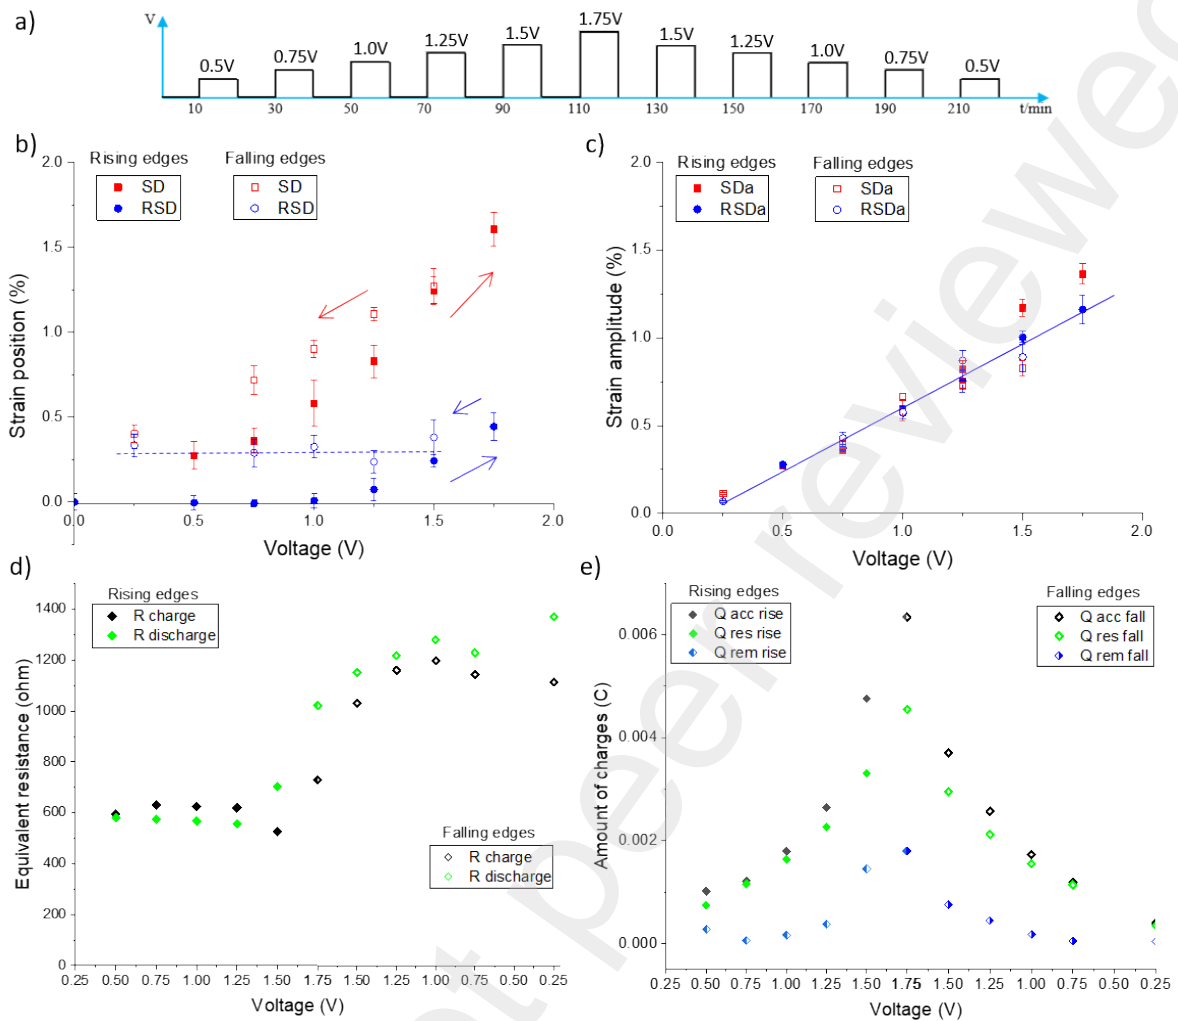 a)
V
0.5V
0.75V
1.0V
1.25V
1.5V
1.75V
1.5V
1.25V
1.0V
0.75V
0.5V
10 30 50 70 90 110 130 150 170 190 210 t/min
b)
Rising edges
SD
RSD
Falling edges
SD
RSD
Strain position (%)
2.0
1.5
1.0
0.5
0.0
0.0 0.5 1.0 1.5 2.0
Voltage (V)
c)
Rising edges
SDa
RSDa
Falling edges
SDa
RSDa
Strain amplitude (%)
2.0
1.5
1.0
0.5
0.0
0.5 1.0 1.5 2.0
Voltage (V)
d)
Rising edges
R charge
R discharge
Falling edges
R charge
R discharge
Equivalent resistance (ohm)
1400
1200
1000
800
600
400
200
0
0.25 0.50 0.75 1.00 1.25 1.50 1.75 1.50 1.25 1.00 0.75 0.50 0.25
Voltage (V)
e)
Rising edges
Q acc rise
Q res rise
Q rem rise
Falling edges
Q acc fall
Q res fall
Q rem fall
Amount of charges (C)
0.006
0.004
0.002
0.000
0.25 0.50 0.75 1.00 1.25 1.50 1.75 1.50 1.25 1.00 0.75 0.50 0.25
Voltage (V)
ot peer reviewed